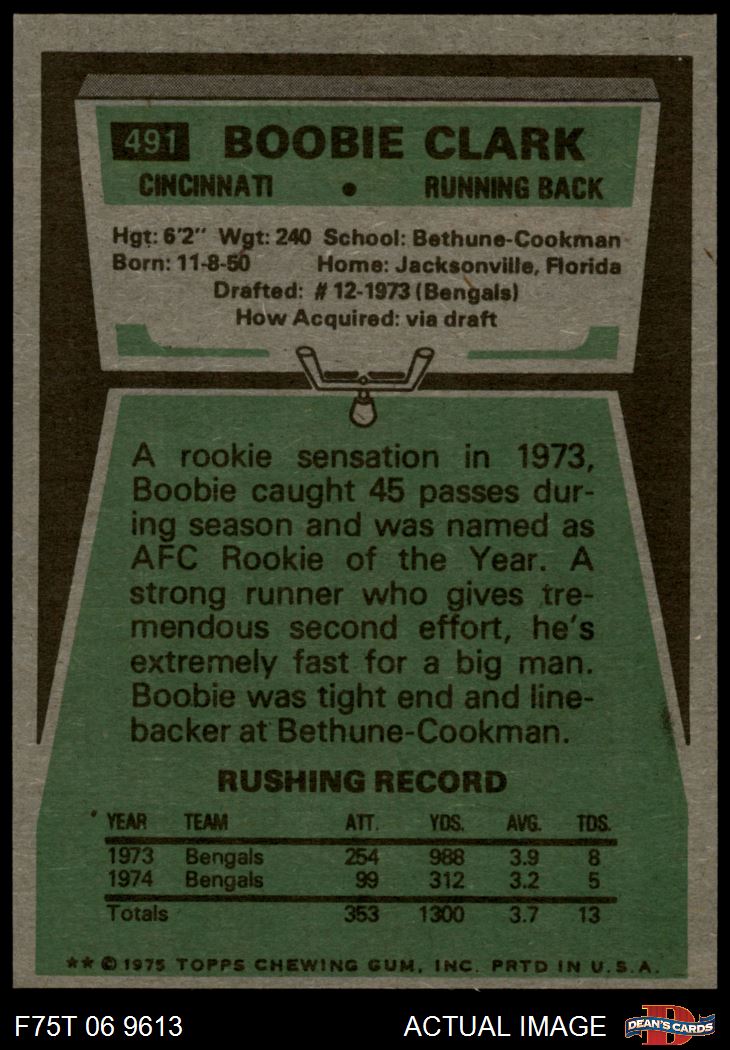 491 BOOBIE CLARK
CINCINNATI • RUNNING BACK
Hgt: 6'2" Wgt: 240 School: Bethune-Cookman
Born: 11-8-50 Home: Jacksonville, Florida
Drafted: #12-1973 (Bengals)
How Acquired: via draft
A rookie sensation in 1973,
Boobie caught 45 passes dur-
ing season and was named as
AFC Rookie of the Year. A
strong runner who gives tre-
mendous second effort, he's
extremely fast for a big man.
Boobie was tight end and line-
backer at Bethune-Cookman.
RUSHING RECORD
YEAR TEAM ATT. YDS. AVG. TDS.
1973 Bengals 254 988 3.9 8
1974 Bengals 99 312 3.2 5
Totals 353 1300 3.7 13
** © 1975 TOPPS CHEWING GUM, INC. PRTD IN U.S.A.
F75T 06 9613 ACTUAL IMAGE D DEAN'S CARDS